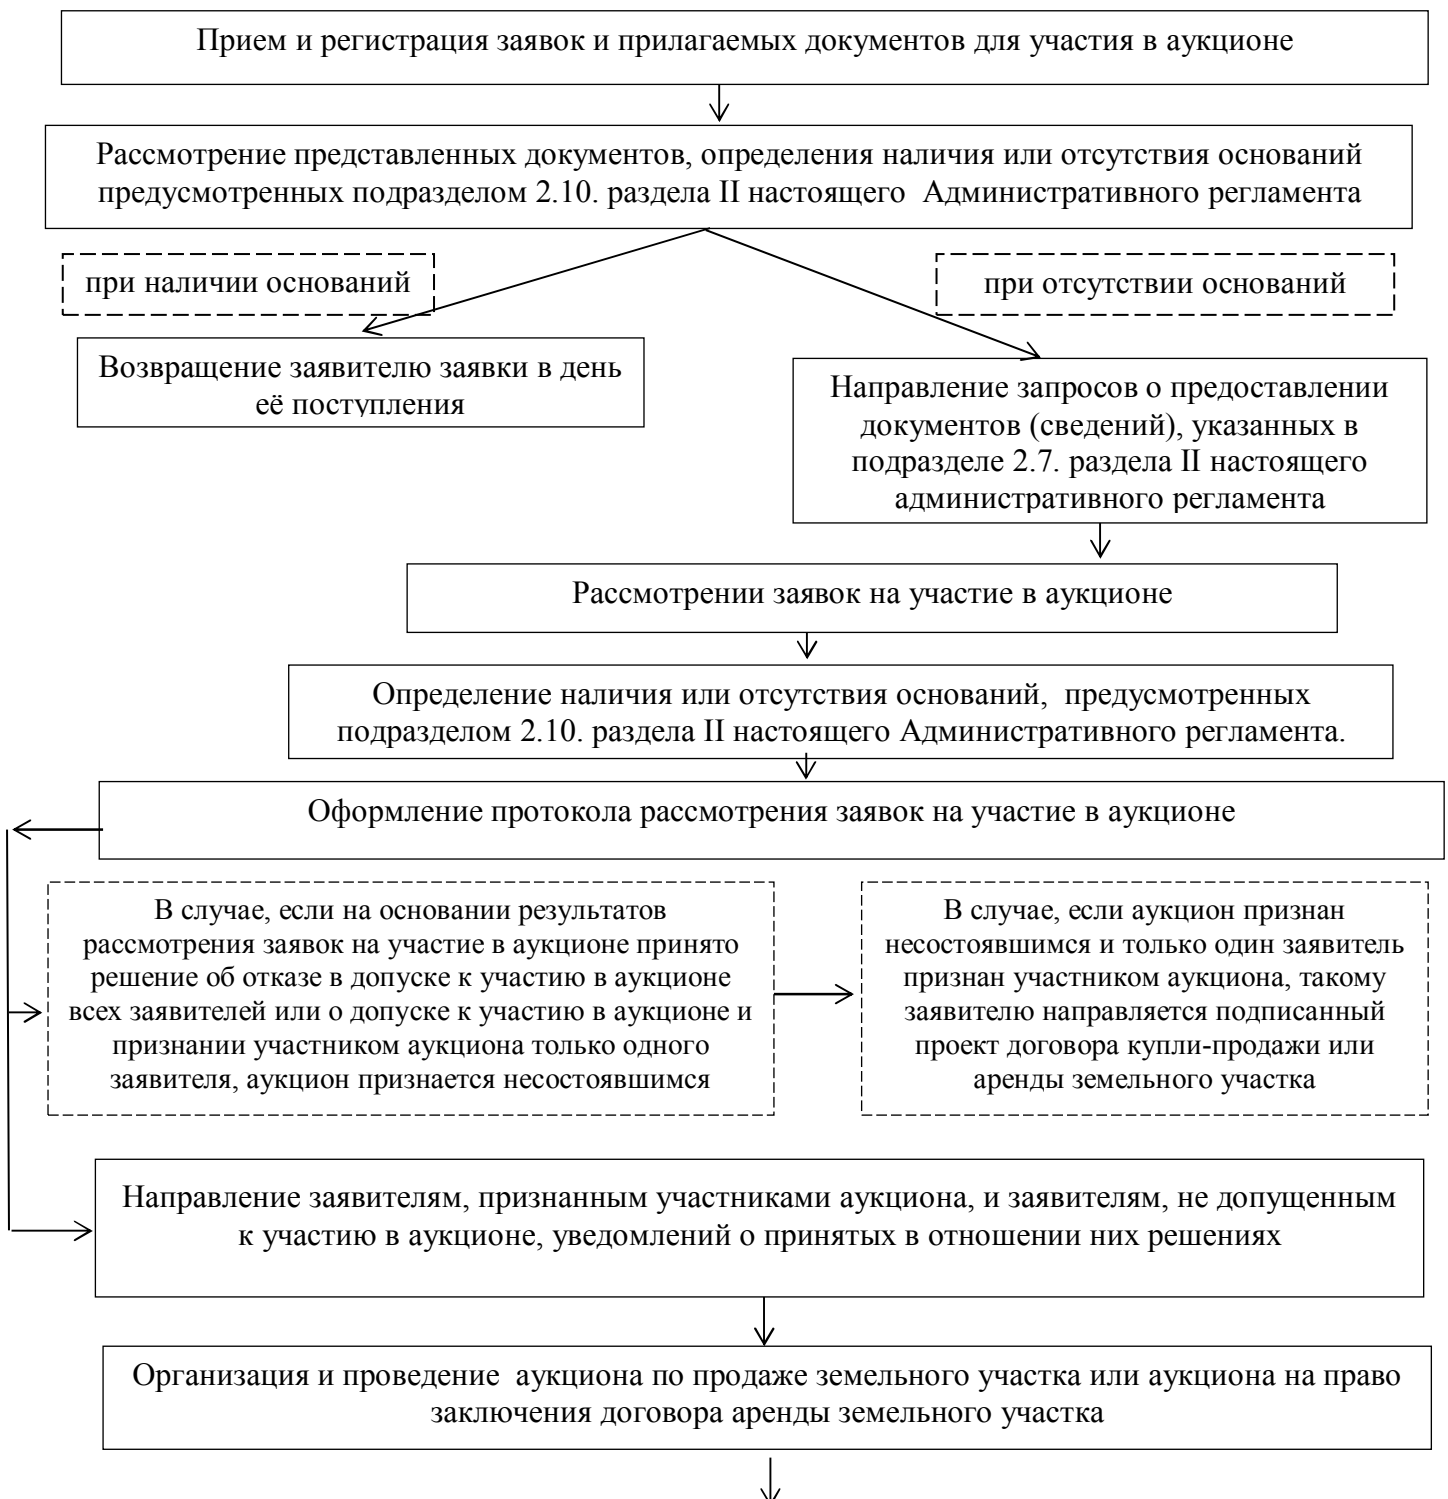 Прием и регистрация заявок и прилагаемых документов для участия в аукционе
Рассмотрение представленных документов, определения наличия или отсутствия оснований
предусмотренных подразделом 2.10. раздела II настоящего Административного регламента
при наличии оснований
при отсутствии оснований
Возвращение заявителю заявки в день
её поступления
Направление запросов о предоставлении
документов (сведений), указанных в
подразделе 2.7. раздела II настоящего
административного регламента
Рассмотрении заявок на участие в аукционе
Определение наличия или отсутствия оснований, предусмотренных
подразделом 2.10. раздела II настоящего Административного регламента.
Оформление протокола рассмотрения заявок на участие в аукционе
В случае, если на основании результатов
рассмотрения заявок на участие в аукционе принято
решение об отказе в допуске к участию в аукционе
всех заявителей или о допуске к участию в аукционе и
признании участником аукциона только одного
заявителя, аукцион признается несостоявшимся
В случае, если аукцион признан
несостоявшимся и только один заявитель
признан участником аукциона, такому
заявителю направляется подписанный
проект договора купли-продажи или
аренды земельного участка
Направление заявителям, признанным участниками аукциона, и заявителям, не допущенным
к участию в аукционе, уведомлений о принятых в отношении них решениях
Организация и проведение аукциона по продаже земельного участка или аукциона на право
заключения договора аренды земельного участка